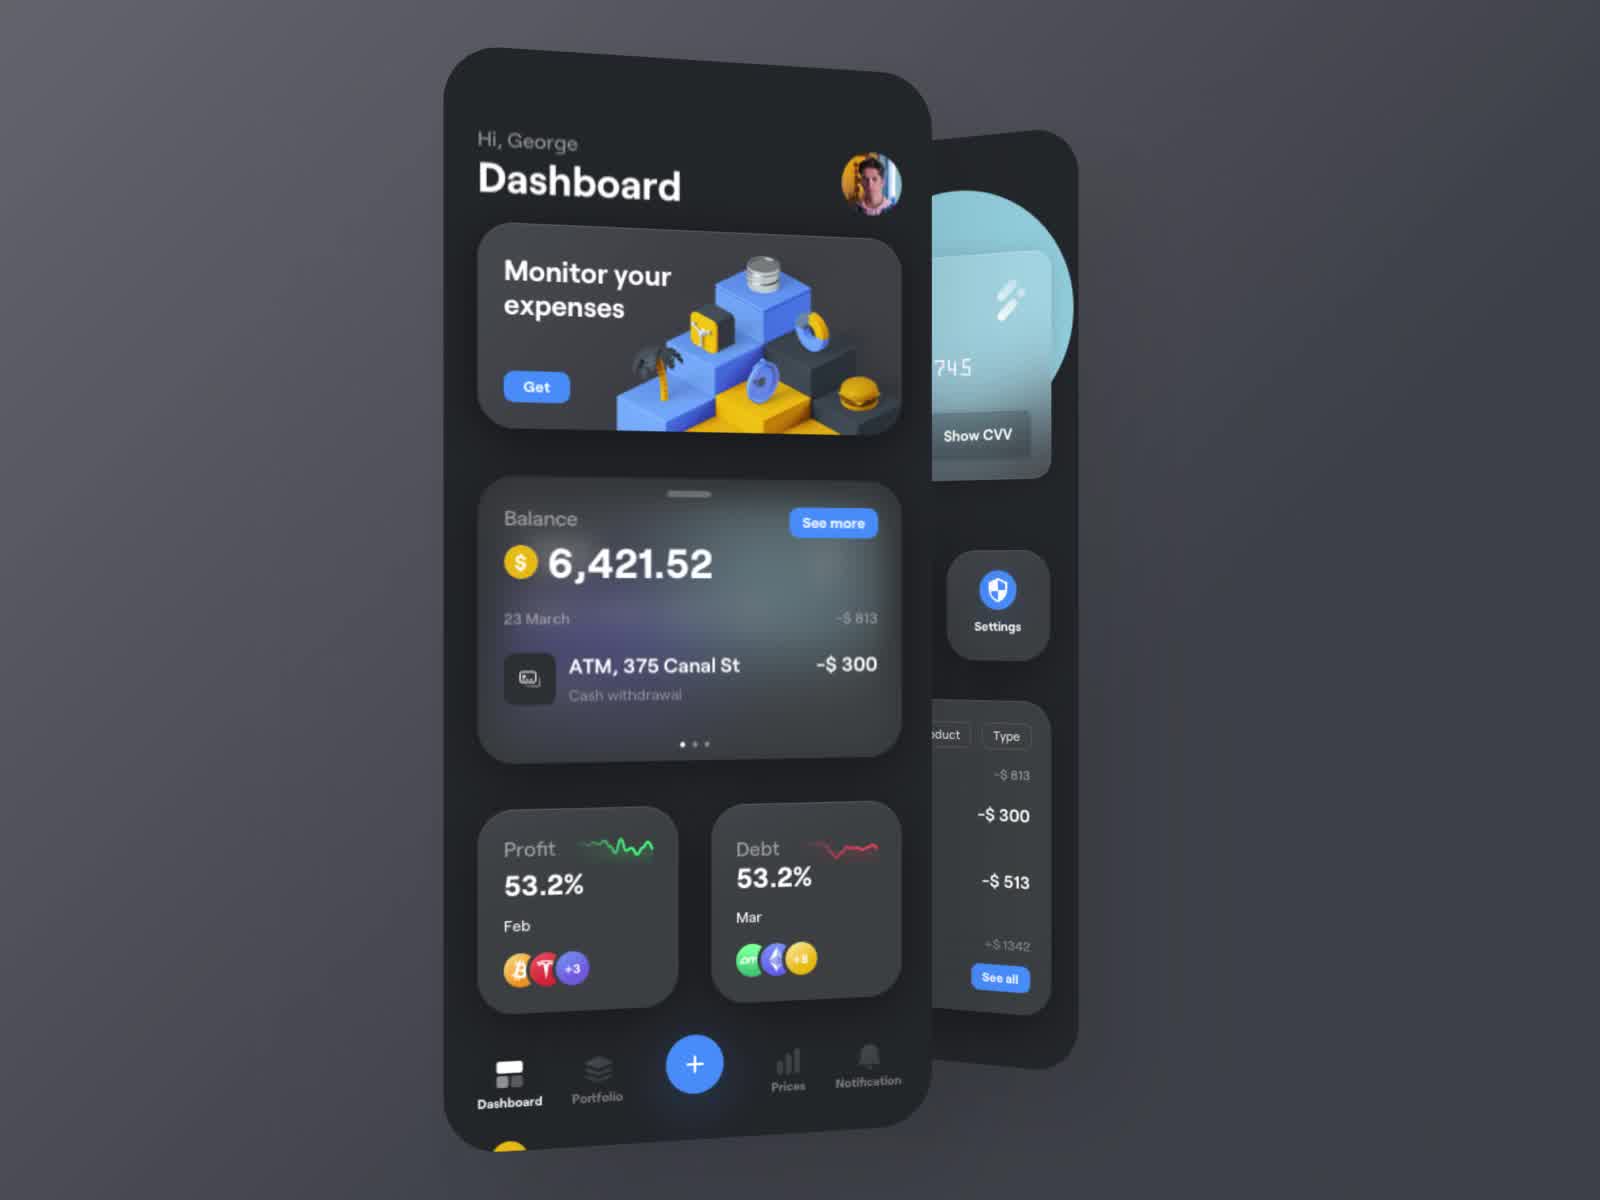 Hi, George
Dashboard
Monitor your
expenses
Get
Balance
See more
$ 6,421.52
23 March
-$ 813
ATM, 375 Canal St
-$ 300
Cash withdrawal
Profit
53.2%
Feb
+3
Debt
53.2%
Mar
+8
Dashboard
Portfolio
+
Prices
Notification
745
Show CVV
Settings
duct
Type
-$ 813
-$ 300
-$ 513
+$ 1342
See all